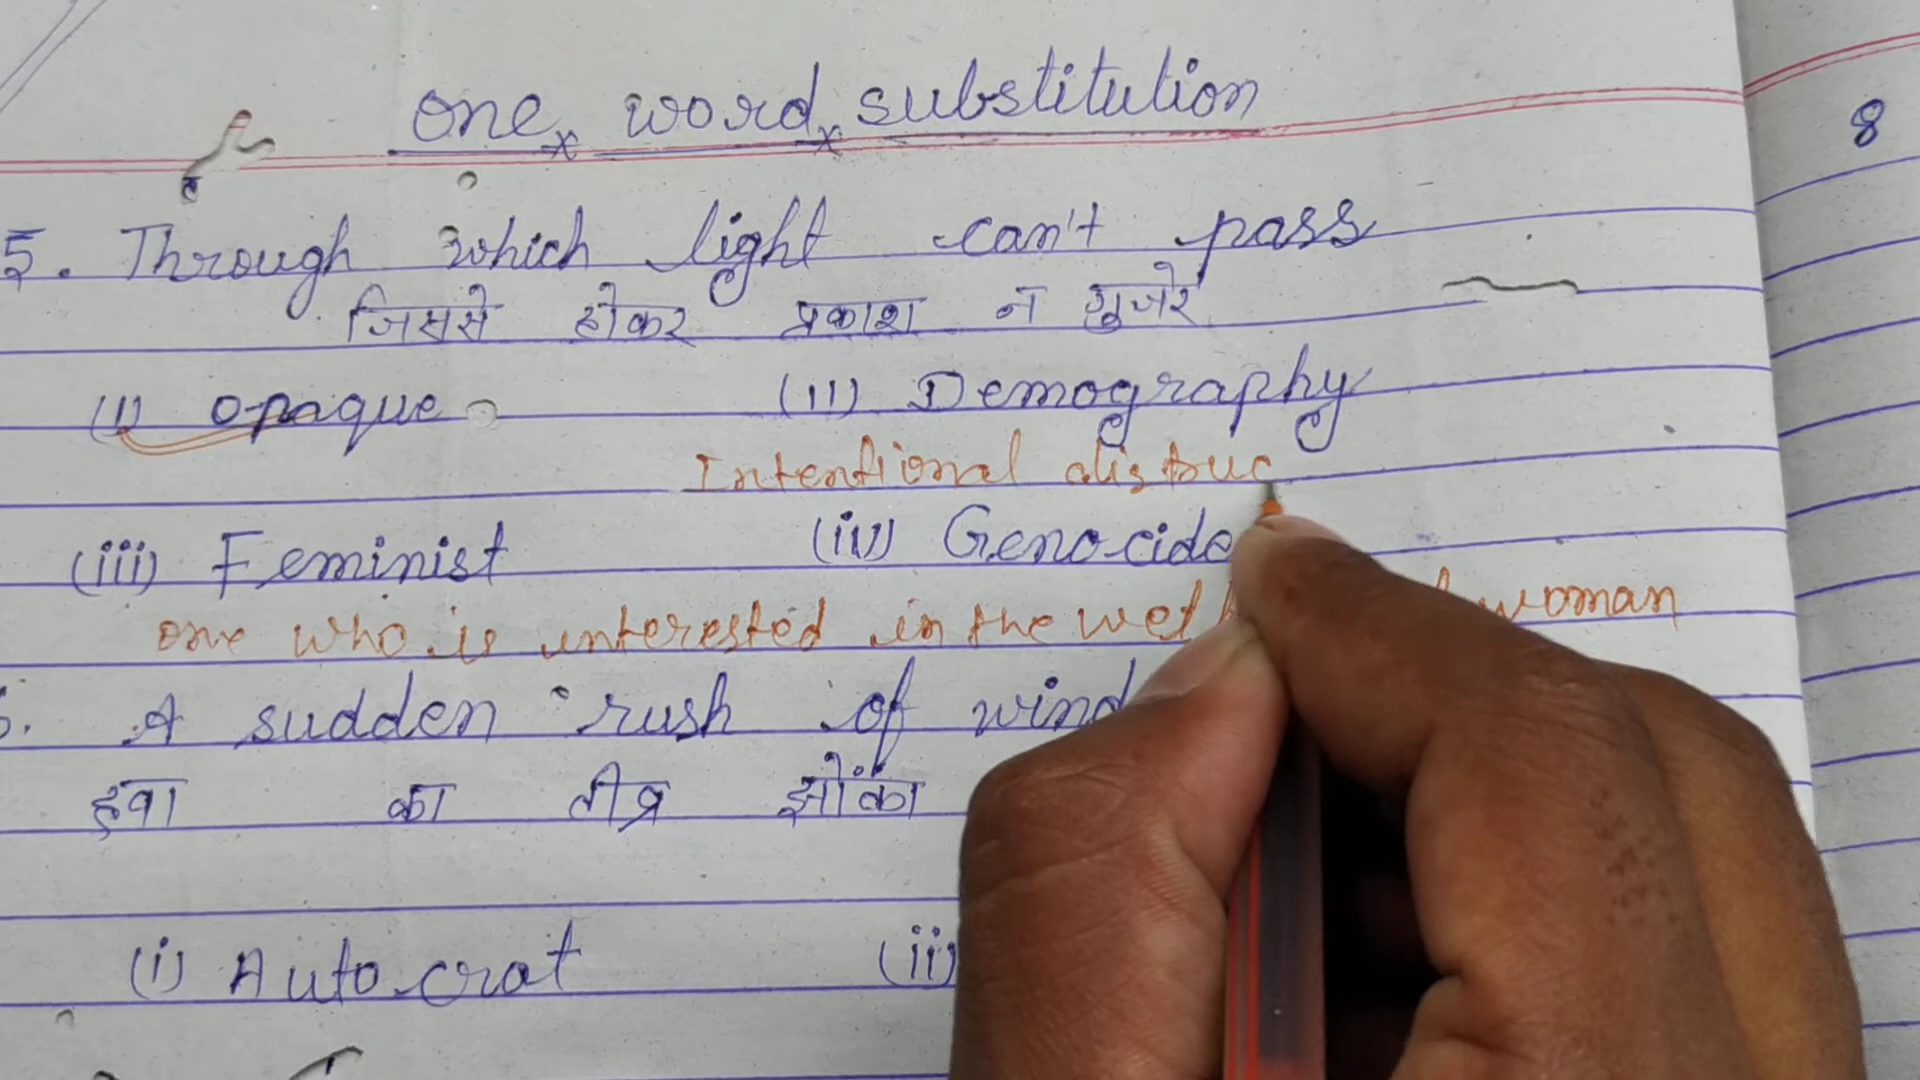 one word substitution
8
5. Through which light can't pass
जिससे होकर प्रकाश न गुजरे
(i) opaque (ii) Demography
Intentional distruc
(iii) Feminist (iv) Genocide
one who is interested in the woman
A sudden rush of wind
हवा का तीव्र झोंका
(i) Autocrat (ii)